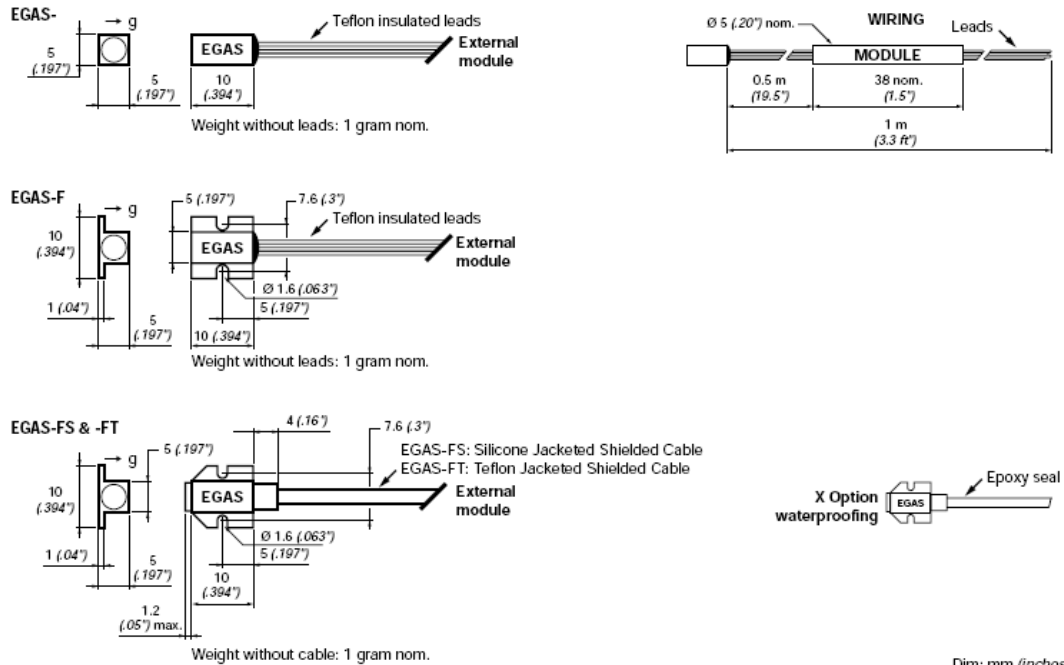 EGAS-
g
5
(.197")
5
(.197")
EGAS
10
(.394")
Teflon insulated leads
External
module
Weight without leads: 1 gram nom.
Ø 5 (.20") nom.
WIRING
Leads
MODULE
0.5 m
(19.5")
38 nom.
(1.5")
1 m
(3.3 ft")
EGAS-F
g
10
(.394")
1 (.04")
5
(.197")
5 (.197")
7.6 (.3")
Teflon insulated leads
EGAS
External
module
Ø 1.6 (.063")
5 (.197")
10 (.394")
Weight without leads: 1 gram nom.
EGAS-FS & -FT
g
10
(.394")
1 (.04")
5
(.197")
5 (.197")
4 (.16")
7.6 (.3")
EGAS-FS: Silicone Jacketed Shielded Cable
EGAS-FT: Teflon Jacketed Shielded Cable
EGAS
External
module
Ø 1.6 (.063")
5 (.197")
10
(.394")
1.2
(.05") max.
Weight without cable: 1 gram nom.
X Option
waterproofing
EGAS
Epoxy seal
Dim: mm (inches